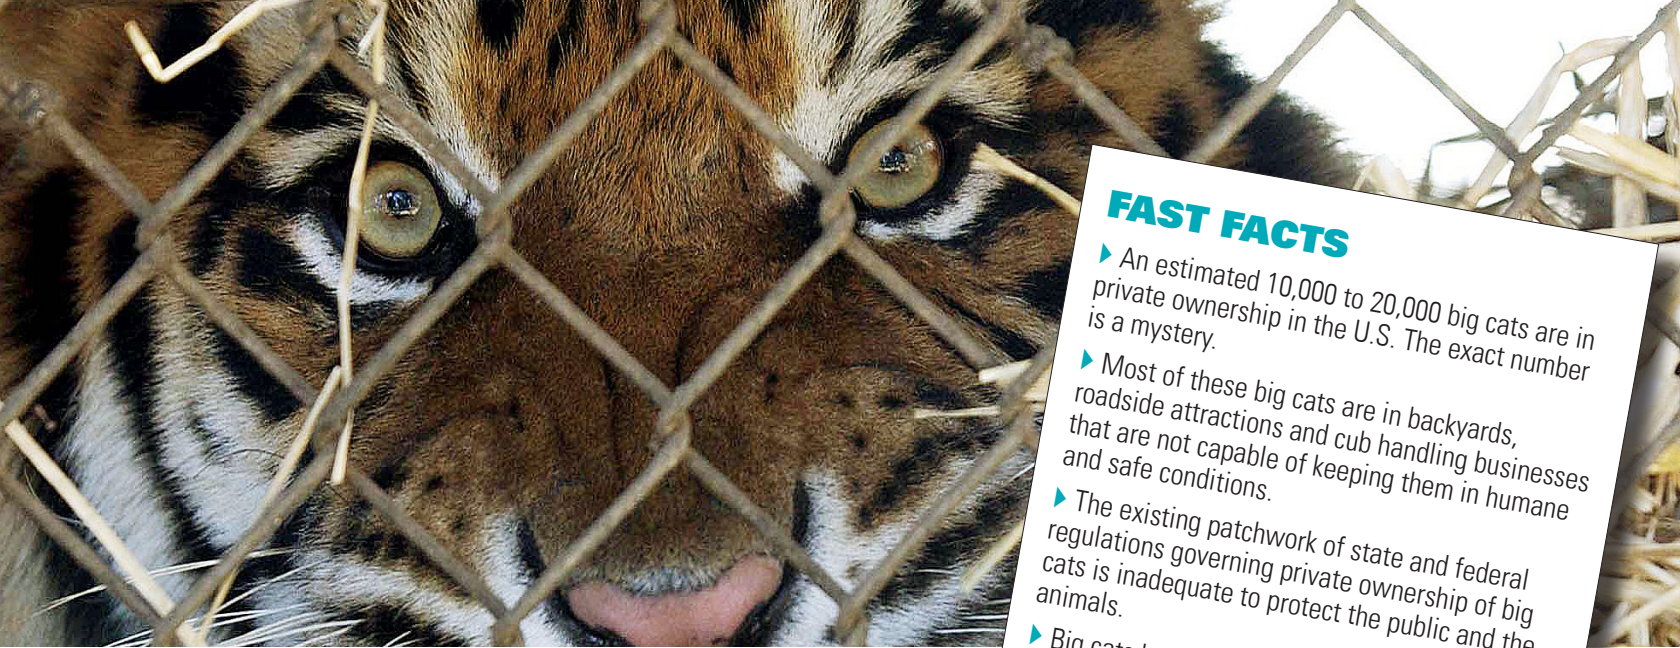 FAST FACTS
An estimated 10,000 to 20,000 big cats are in
private ownership in the U.S. The exact number
is a mystery.
Most of these big cats are in backyards,
roadside attractions and cub handling businesses
that are not capable of keeping them in humane
and safe conditions.
The existing patchwork of state and federal
regulations governing private ownership of big
cats is inadequate to protect the public and the
animals.
Big cats